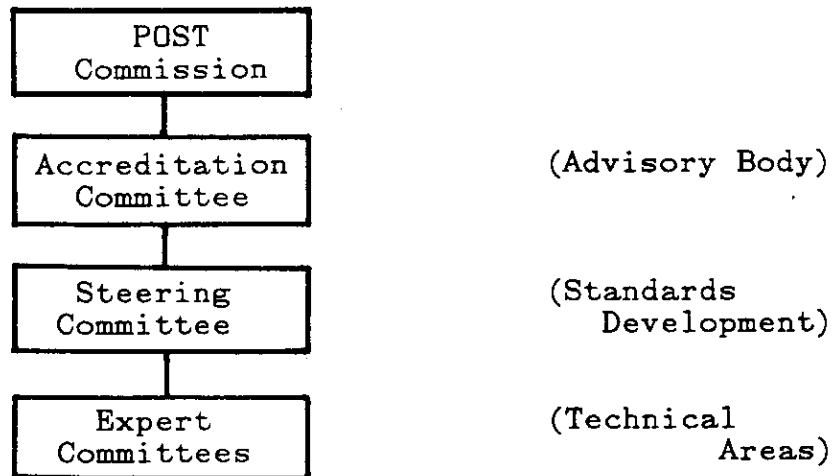 POST
Commission
Accreditation
Committee
(Advisory Body)
Steering
Committee
(Standards
Development)
Expert
Committees
(Technical
Areas)